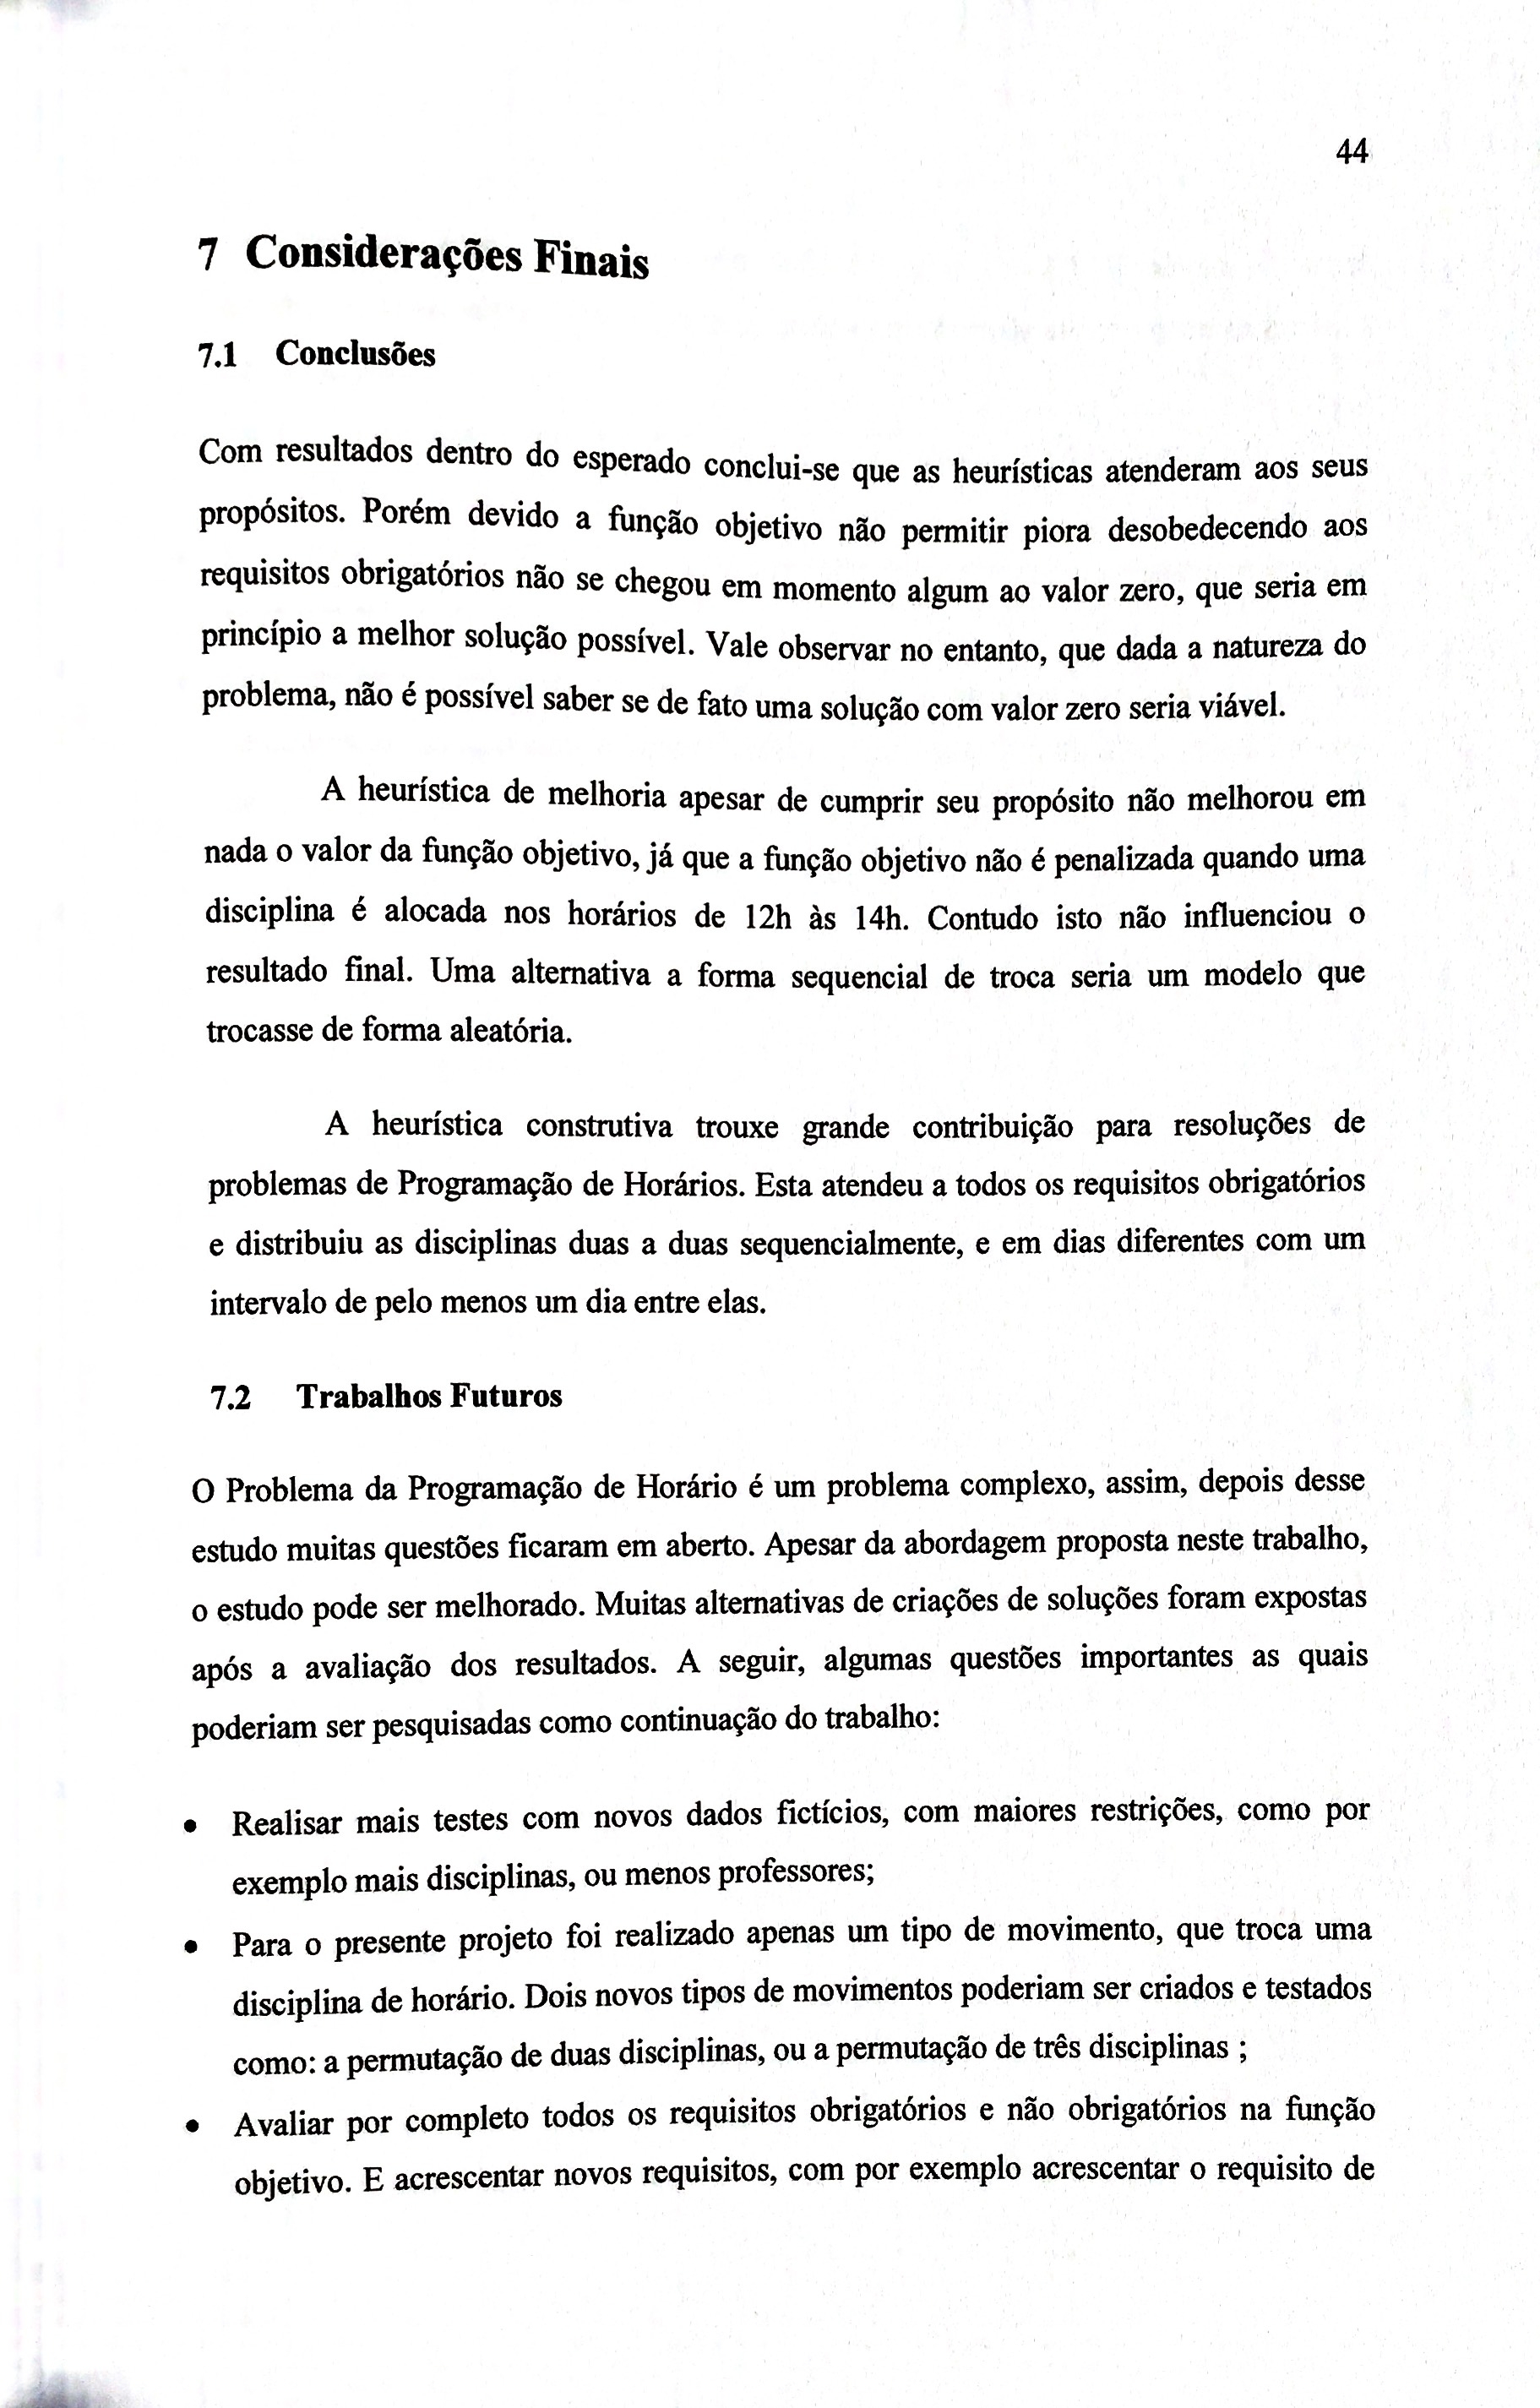 44
7 Considerações Finais
7.1 Conclusões
Com resultados dentro do esperado conclui-se que as heurísticas atenderam aos seus
propósitos. Porém devido a função objetivo não permitir piora desobedecendo aos
requisitos obrigatórios não se chegou em momento algum ao valor zero, que seria em
princípio a melhor solução possível. Vale observar no entanto, que dada a natureza do
problema, não é possível saber se de fato uma solução com valor zero seria viável.
A heurística de melhoria apesar de cumprir seu propósito não melhorou em
nada o valor da função objetivo, já que a função objetivo não é penalizada quando uma
disciplina é alocada nos horários de 12h às 14h. Contudo isto não influenciou o
resultado final. Uma alternativa a forma sequencial de troca seria um modelo que
trocasse de forma aleatória.
A heurística construtiva trouxe grande contribuição para resoluções de
problemas de Programação de Horários. Esta atendeu a todos os requisitos obrigatórios
e distribuiu as disciplinas duas a duas sequencialmente, e em dias diferentes com um
intervalo de pelo menos um dia entre elas.
7.2 Trabalhos Futuros
O Problema da Programação de Horário é um problema complexo, assim, depois desse
estudo muitas questões ficaram em aberto. Apesar da abordagem proposta neste trabalho,
o estudo pode ser melhorado. Muitas alternativas de criações de soluções foram expostas
após a avaliação dos resultados. A seguir, algumas questões importantes as quais
poderiam ser pesquisadas como continuação do trabalho:
• Realisar mais testes com novos dados fictícios, com maiores restrições, como por
exemplo mais disciplinas, ou menos professores;
• Para o presente projeto foi realizado apenas um tipo de movimento, que troca uma
disciplina de horário. Dois novos tipos de movimentos poderiam ser criados e testados
como: a permutação de duas disciplinas, ou a permutação de três disciplinas ;
• Avaliar por completo todos os requisitos obrigatórios e não obrigatórios na função
objetivo. E acrescentar novos requisitos, com por exemplo acrescentar o requisito de